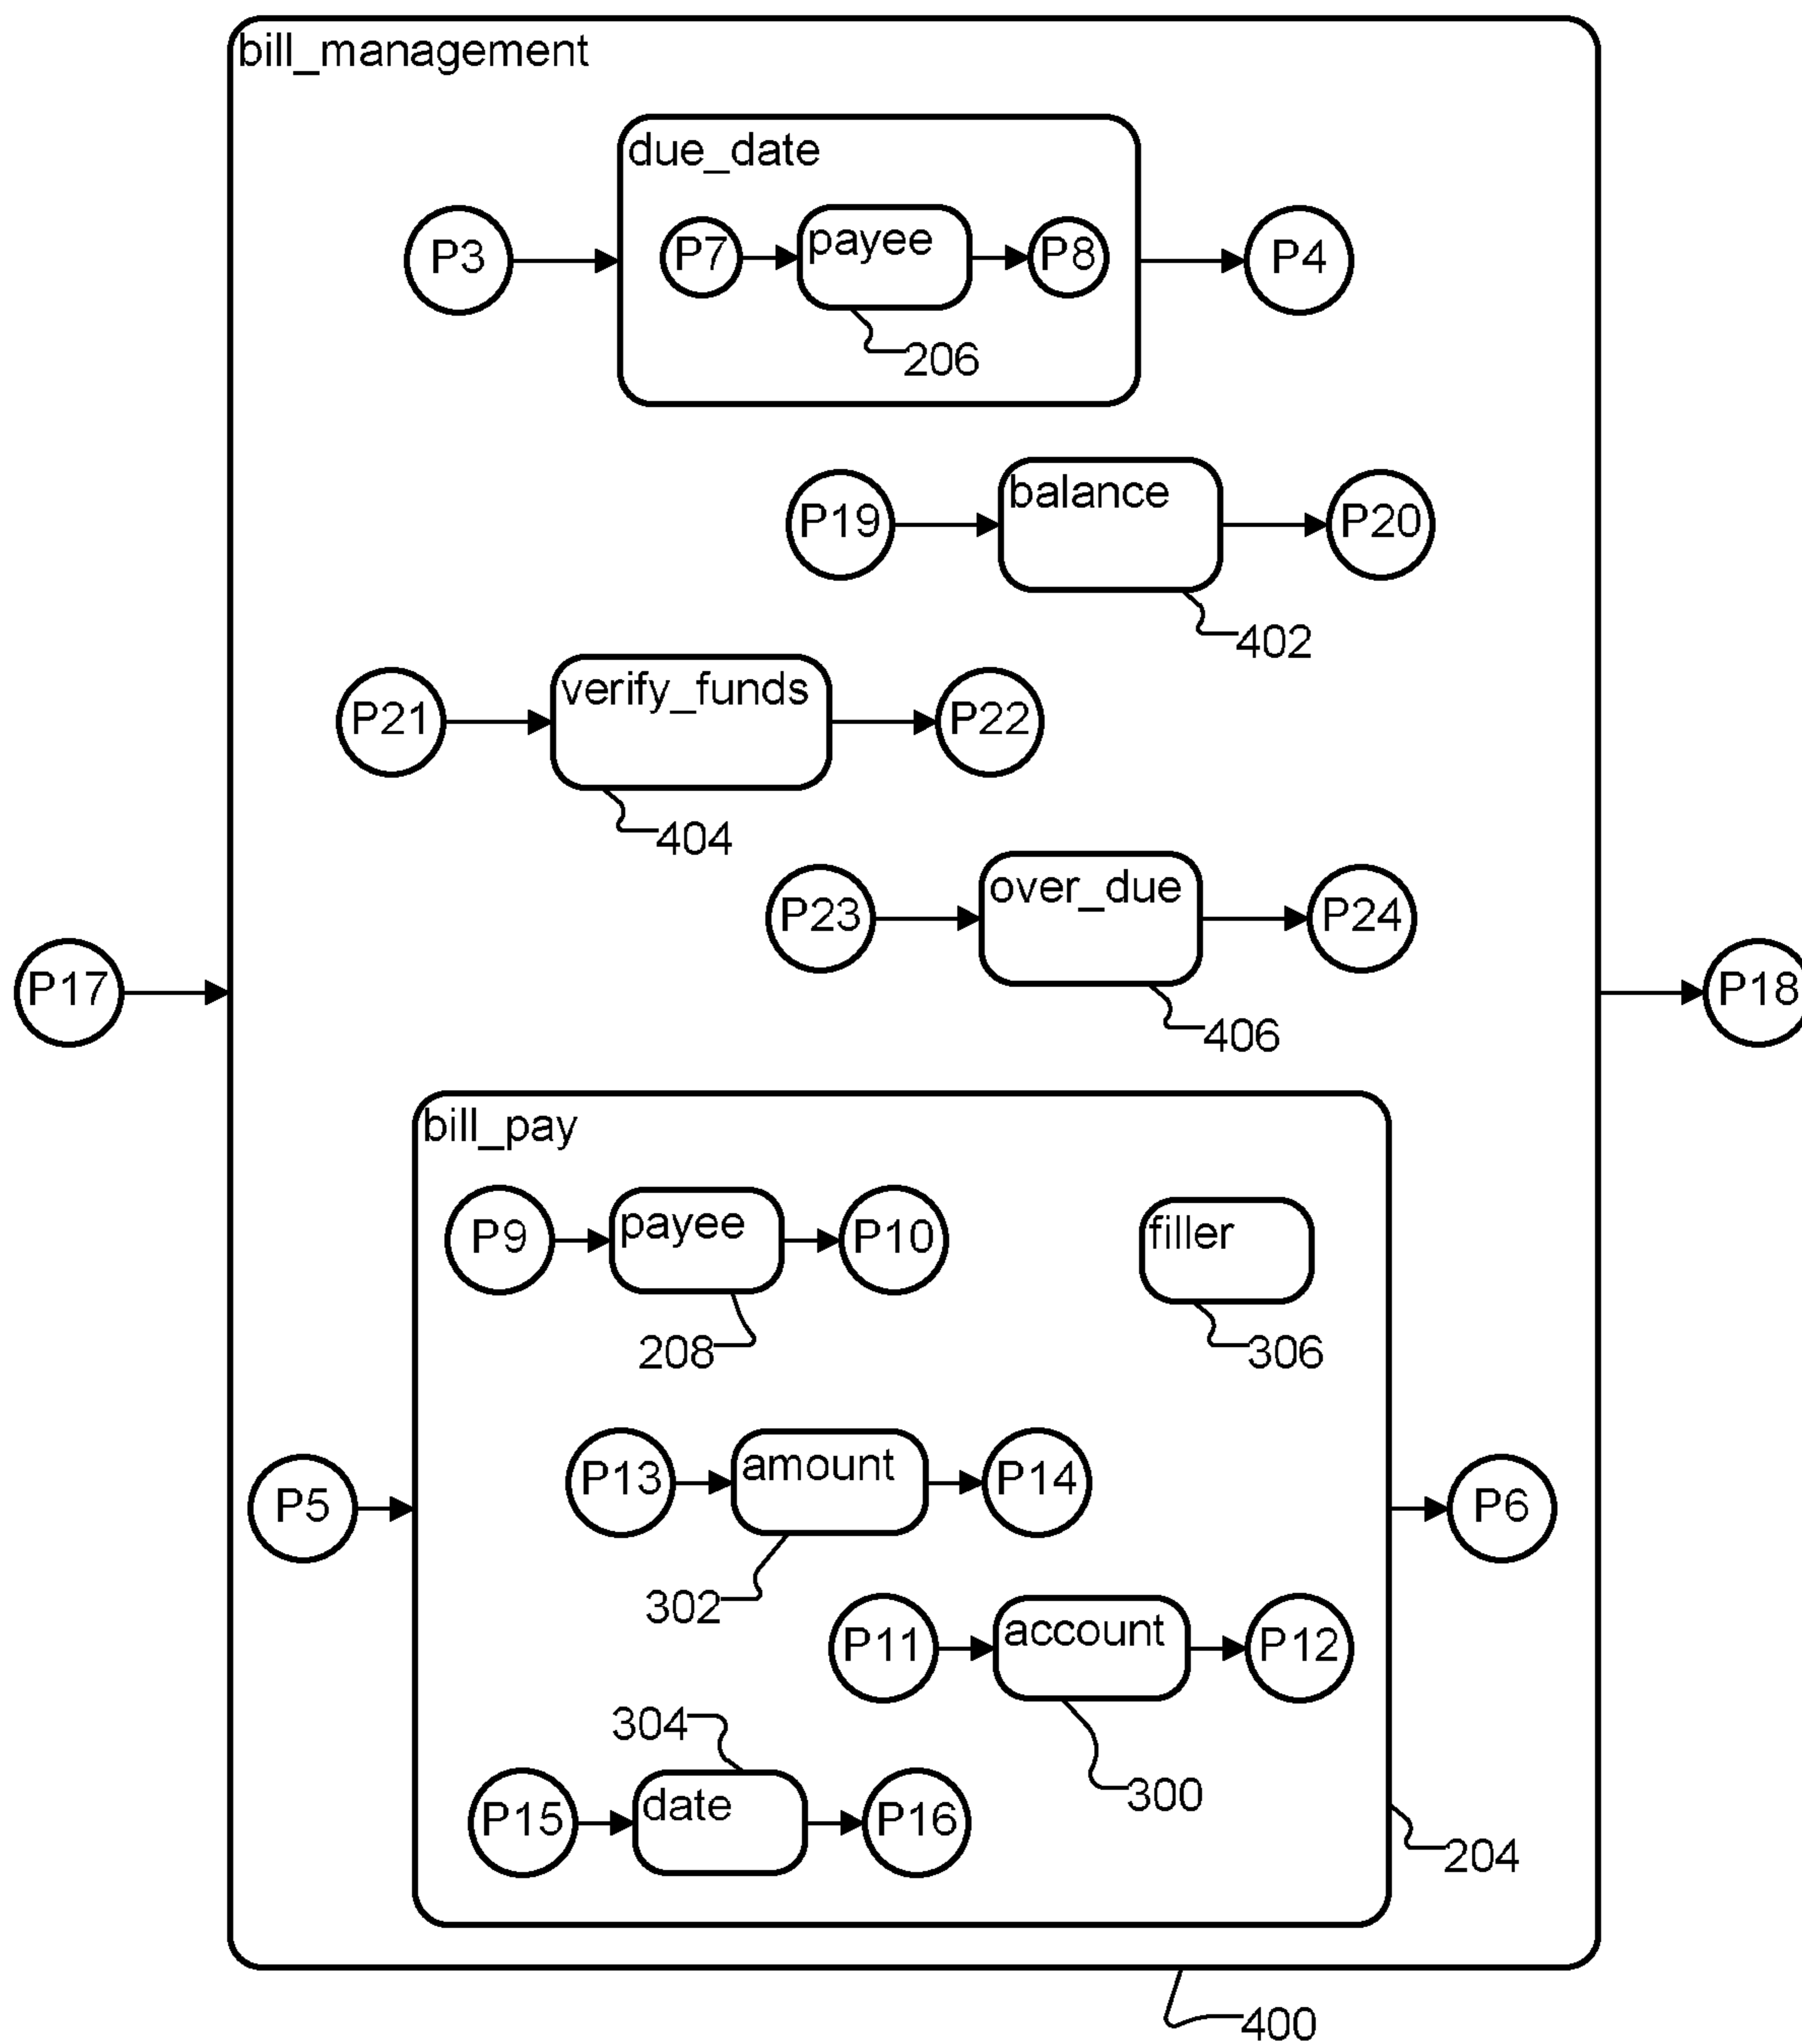 bill_management
due_date
P3
P7
payee
P8
P4
206
P19
balance
P20
402
P21
verify_funds
P22
404
P23
over_due
P24
406
P17
P18
bill_pay
P9
payee
P10
filler
208
306
P5
P13
amount
P14
P6
302
P11
account
P12
304
300
P15
date
P16
204
400